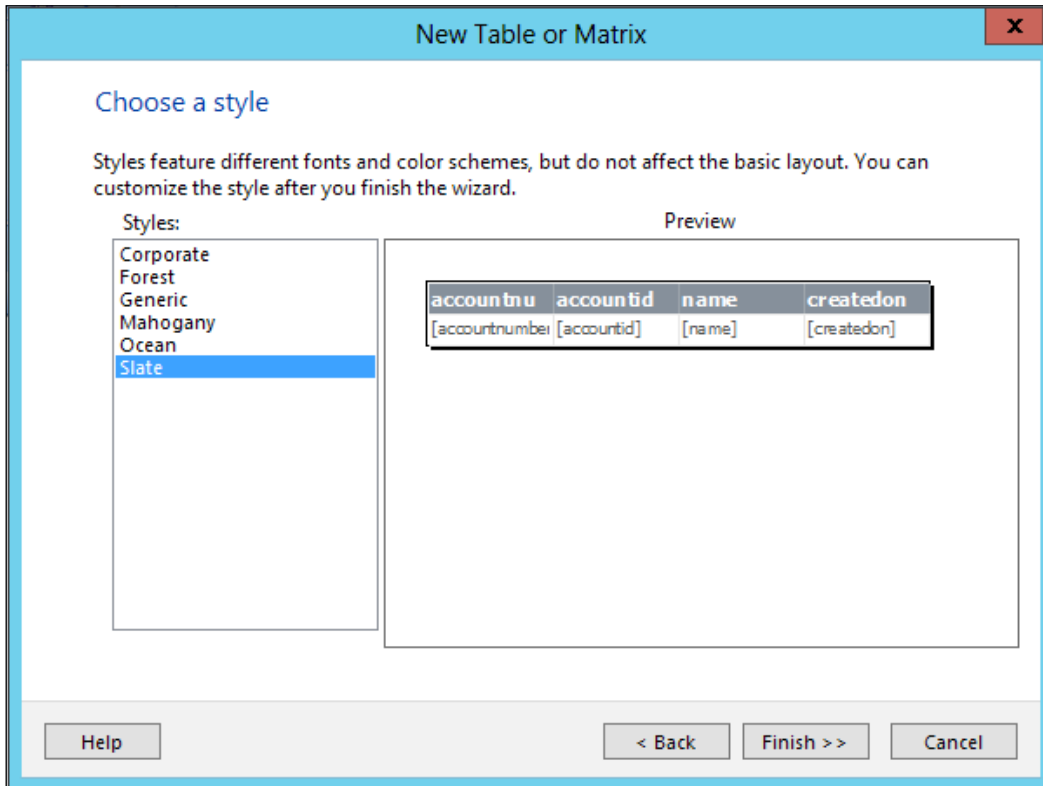 New Table or Matrix
x
Choose a style
Styles feature different fonts and color schemes, but do not affect the basic layout. You can
customize the style after you finish the wizard.
Styles:
Preview
Corporate
Forest
Generic
Mahogany
Ocean
Slate
accountnu accountid name createdon
[accountnumber [accountid] [name] [createdon]
Help
< Back
Finish >>
Cancel